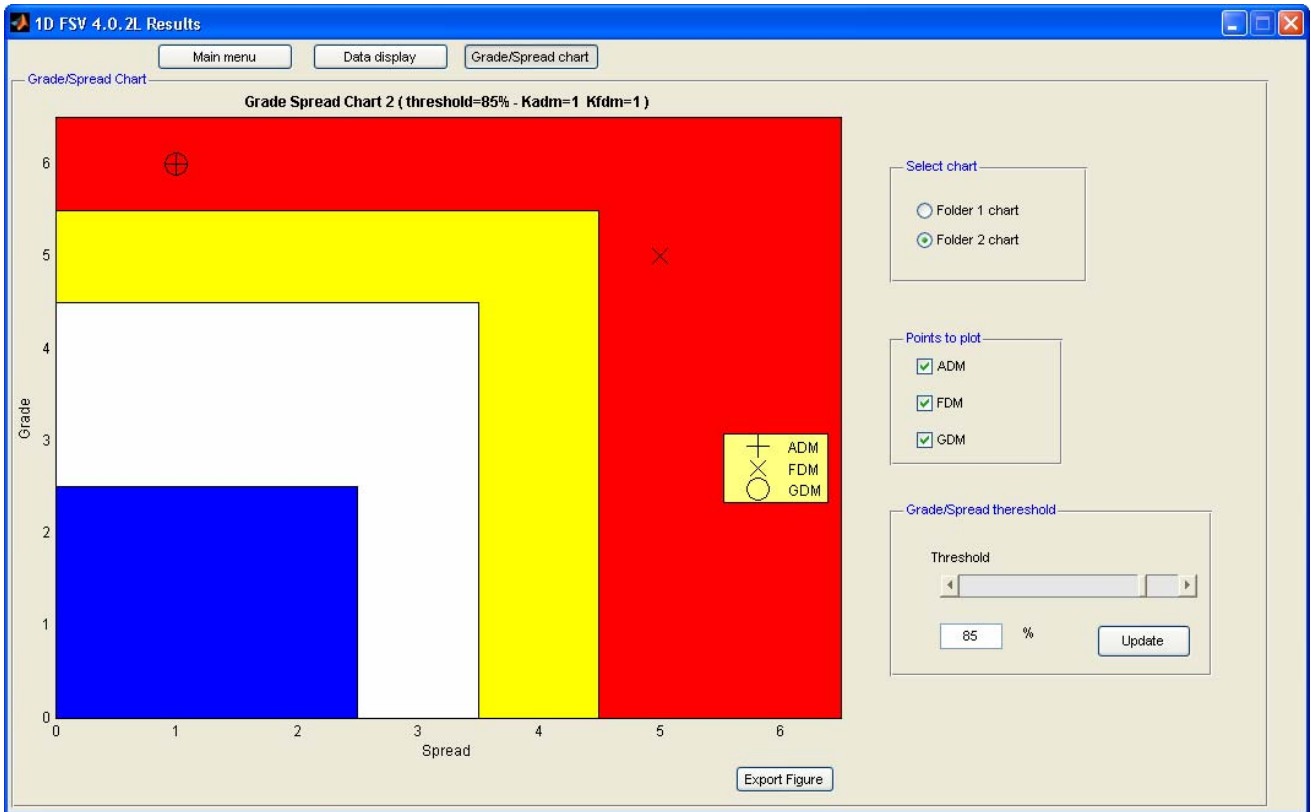 1D FSV 4.0.2L Results
Main menu
Data display
Grade/Spread chart
Grade/Spread Chart
Grade Spread Chart 2 ( threshold=85% - Kadm=1 Kfdm=1 )
6
5
4
3
2
1
0
Grade
0 1 2 3 4 5 6
Spread
ADM
FDM
GDM
Select chart
Folder 1 chart
Folder 2 chart
Points to plot
ADM
FDM
GDM
Grade/Spread thereshold
Threshold
85 %
Update
Export Figure